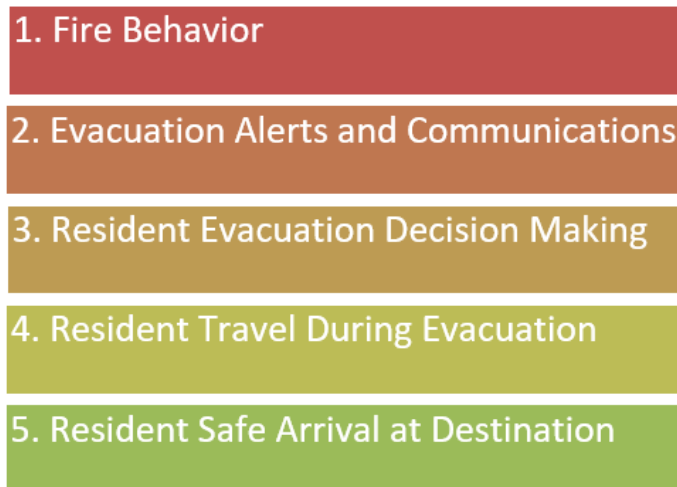 1. Fire Behavior
2. Evacuation Alerts and Communications
3. Resident Evacuation Decision Making
4. Resident Travel During Evacuation
5. Resident Safe Arrival at Destination